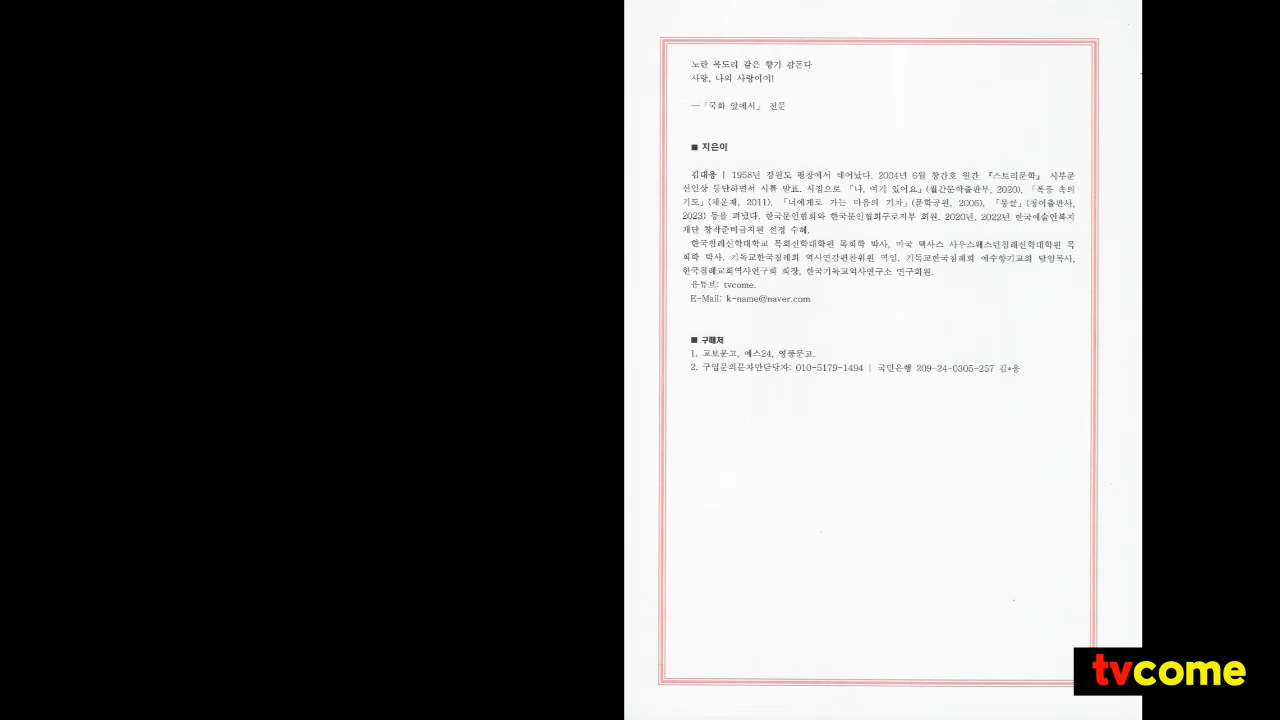 노란 목도리 같은 향기 감돈다
사랑, 나의 사랑이여!
—「국화 앞에서」 전문
■ 지은이
김대응 | 1958년 강원도 평창에서 태어났다. 2004년 6월 창간호 월간 『스토리문학』 시부문
신인상 등단하면서 시를 발표. 시집으로 「나, 여기 있어요」(월간문학출판부, 2020), 「폭풍 속의
기도」(채운재, 2011), 「너에게로 가는 마음의 기차」(문학공원, 2006), 「몽쉘」(청어출판사,
2023) 등을 펴냈다. 한국문인협회와 한국문인협회구로지부 회원. 2020년, 2022년 한국예술인복지
재단 창작준비금지원 선정 수혜.
한국침례신학대학교 목회신학대학원 목회학 박사, 미국 텍사스 사우스웨스턴침례신학대학원 목
회학 박사. 기독교한국침례회 역사연감편찬위원 역임. 기독교한국침례회 예수향기교회 담임목사,
한국침례교회역사연구회 회장, 한국기독교역사연구소 연구회원.
유튜브: tvcome.
E-Mail: k-name@naver.com
■ 구매처
1. 교보문고, 예스24, 영풍문고.
2. 구입문의문자만담당자: 010-5179-1494 | 국민은행 209-24-0305-257 김*응
tvcome